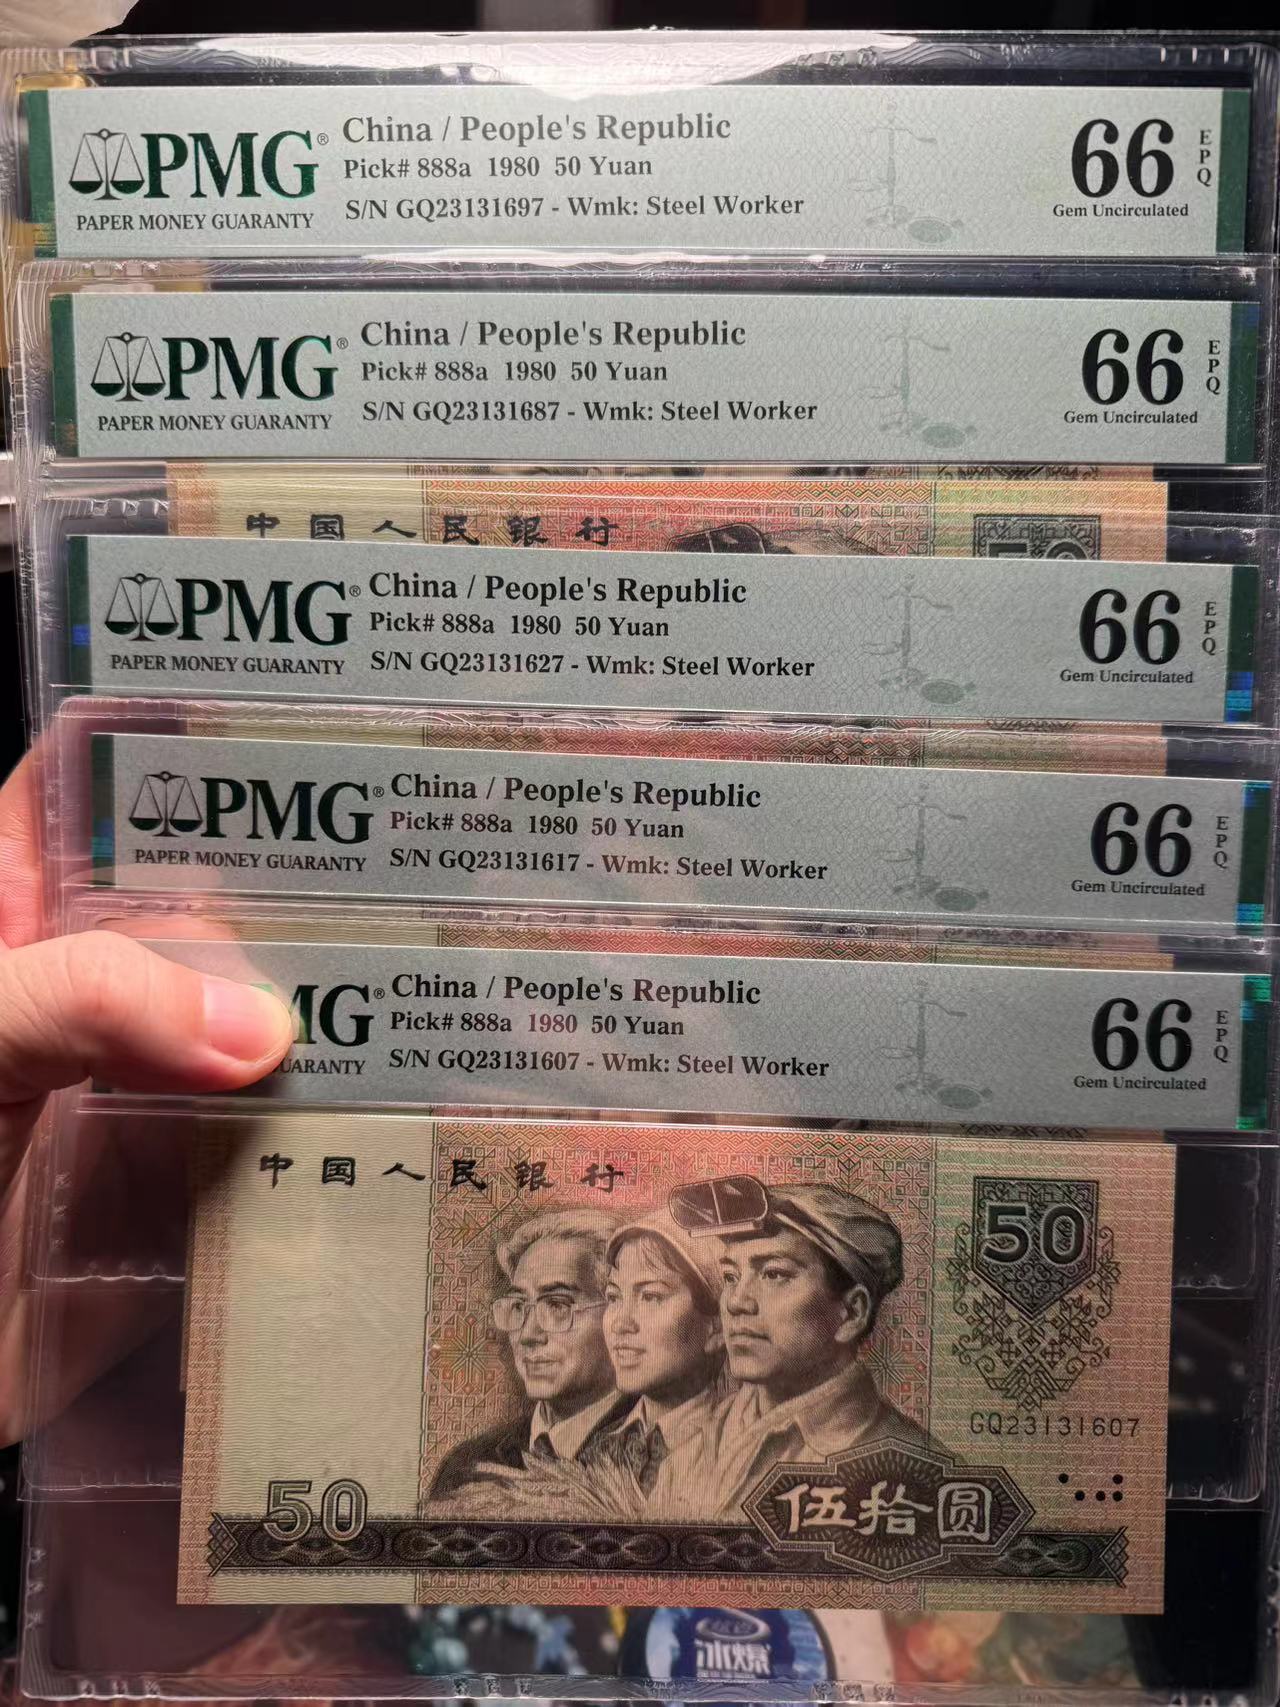 PMG®
PAPER MONEY GUARANTY
China / People's Republic
Pick# 888a 1980 50 Yuan
S/N GQ23131697 - Wmk: Steel Worker
66
EPQ
Gem Uncirculated
PMG®
PAPER MONEY GUARANTY
China / People's Republic
Pick# 888a 1980 50 Yuan
S/N GQ23131687 - Wmk: Steel Worker
66
EPQ
Gem Uncirculated
中国人民银行
50
PMG®
PAPER MONEY GUARANTY
China / People's Republic
Pick# 888a 1980 50 Yuan
S/N GQ23131627 - Wmk: Steel Worker
66
EPQ
Gem Uncirculated
PMG®
PAPER MONEY GUARANTY
China / People's Republic
Pick# 888a 1980 50 Yuan
S/N GQ23131617 - Wmk: Steel Worker
66
EPQ
Gem Uncirculated
MG®
UARANTY
China / People's Republic
Pick# 888a 1980 50 Yuan
S/N GQ23131607 - Wmk: Steel Worker
66
EPQ
Gem Uncirculated
中国人民银行
50
GQ23131607
50
伍拾圆
冰爆